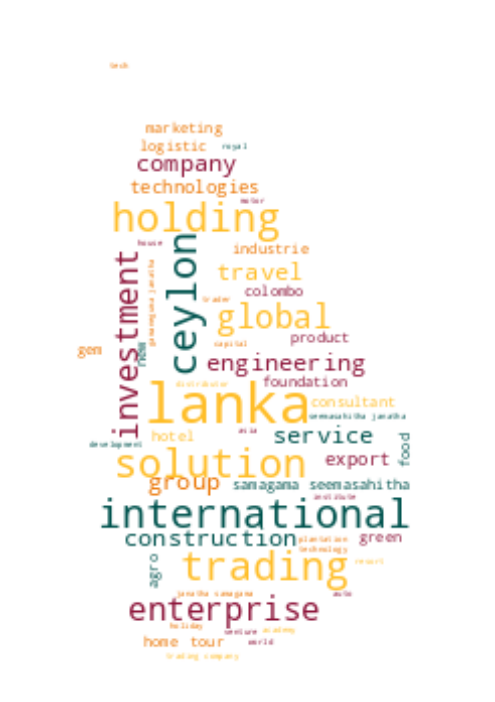 tech
marketing
logistic royal
company
technologies
motor
holding
house
industrie
ceylon
investment
travel
colombo
trader
global
product
capital
gem
new
engineering
foundation
distributor
lanka
consultant
seemasahitha janatha
asia
service
hotel
development
food
solution
export
group
samagama seemasahitha
institute
international
construction
plantation
green
technology
agro
trading
resort
janatha samagama
auto
enterprise
holiday
venture academy
home tour
world
trading company